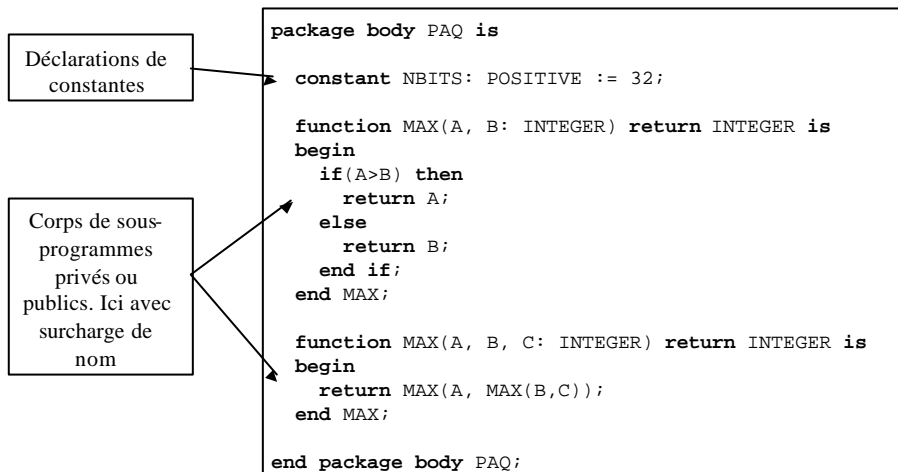 Déclarations de
constantes
Corps de sous-
programmes
privés ou
publics. Ici avec
surcharge de
nom
package body PAQ is
constant NBITS: POSITIVE := 32;
function MAX(A, B: INTEGER) return INTEGER is
begin
if(A>B) then
return A;
else
return B;
end if;
end MAX;
function MAX(A, B, C: INTEGER) return INTEGER is
begin
return MAX(A, MAX(B,C));
end MAX;
end package body PAQ;